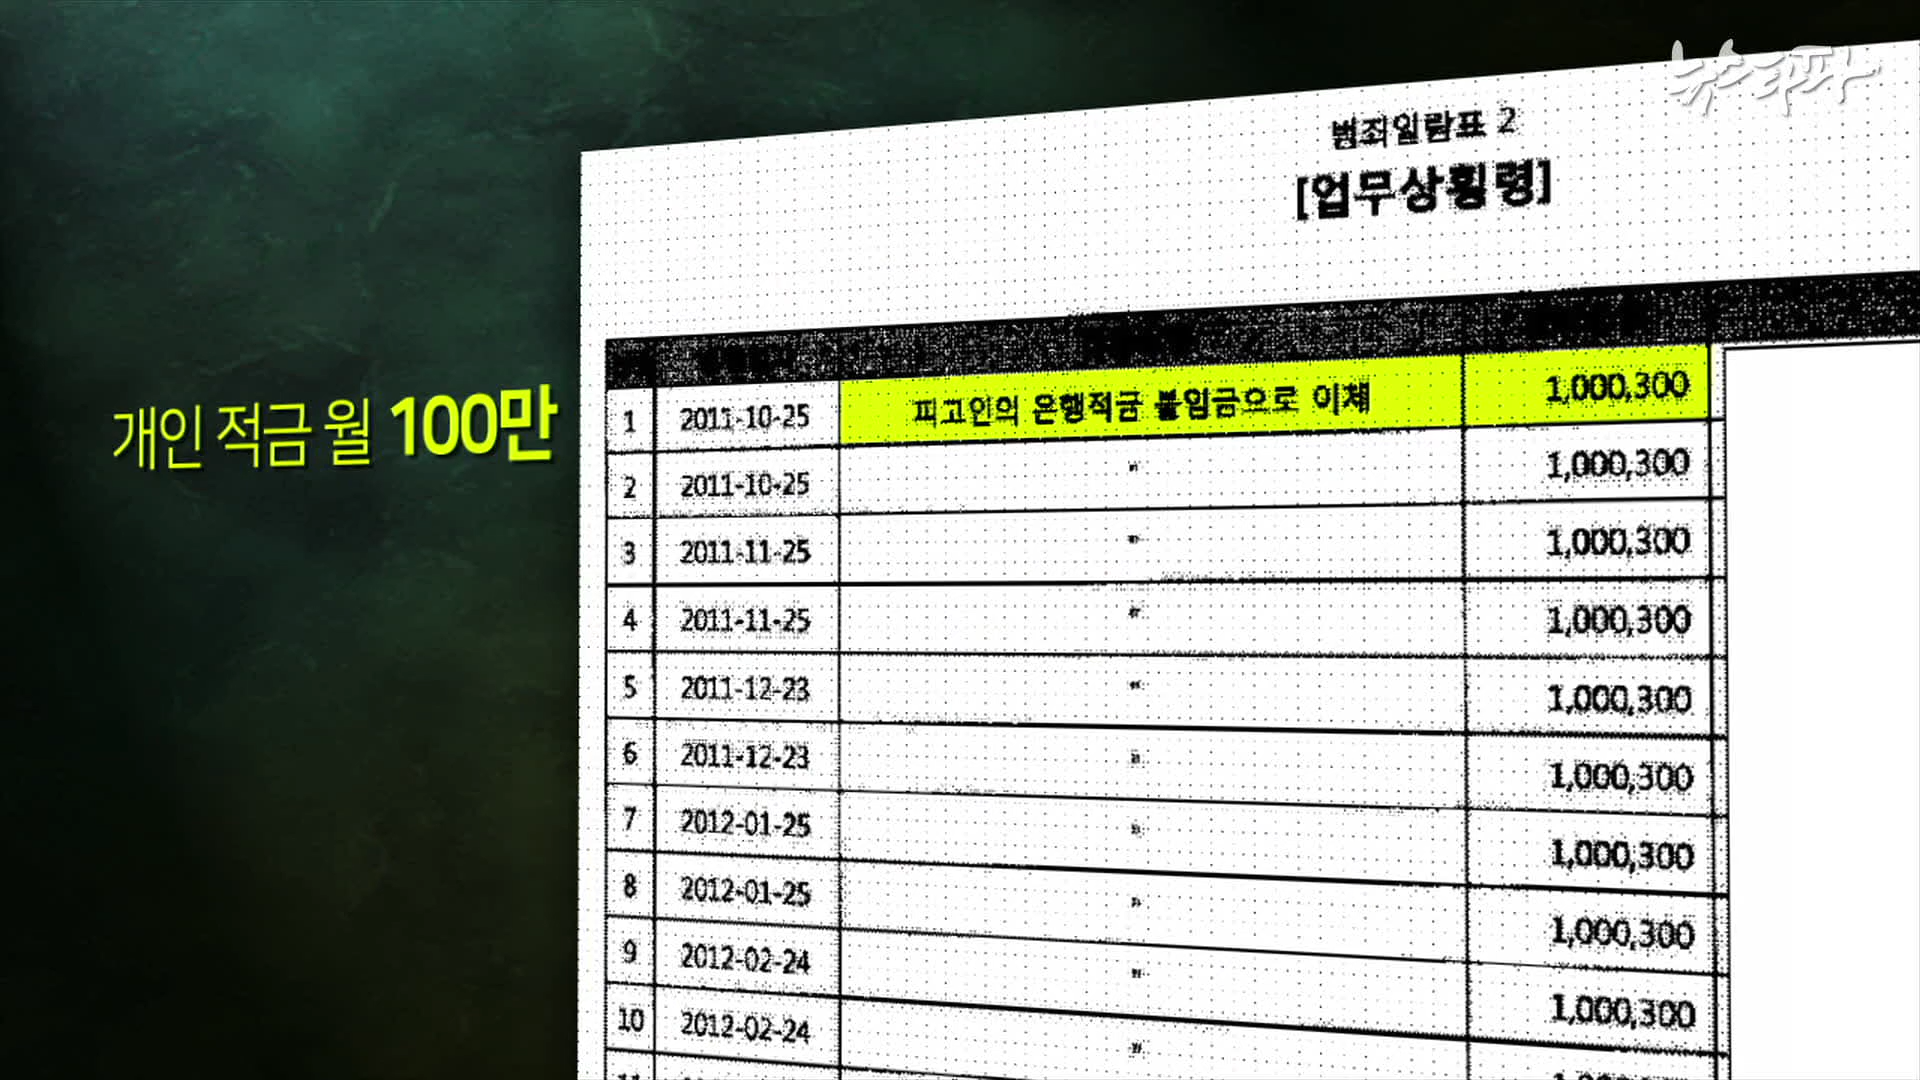 뉴스타파
범죄일람표 2
[업무상횡령]
개인 적금 월 100만
1 2011-10-25 피고인의 은행적금 불입금으로 이체 1,000,300
2 2011-10-25 " 1,000,300
3 2011-11-25 " 1,000,300
4 2011-11-25 " 1,000,300
5 2011-12-23 " 1,000,300
6 2011-12-23 " 1,000,300
7 2012-01-25 " 1,000,300
8 2012-01-25 " 1,000,300
9 2012-02-24 " 1,000,300
10 2012-02-24 " 1,000,300